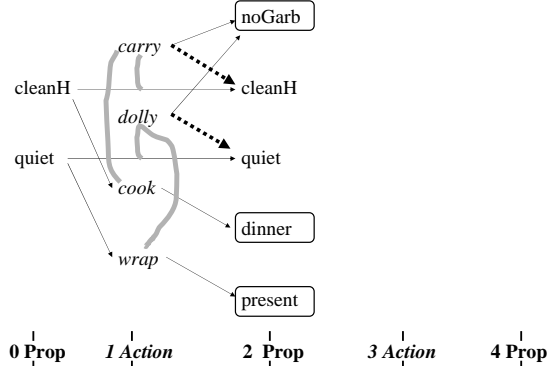 noGarb
carry
cleanH cleanH
dolly
quiet quiet
cook
dinner
wrap
present
0 Prop 1 Action 2 Prop 3 Action 4 Prop